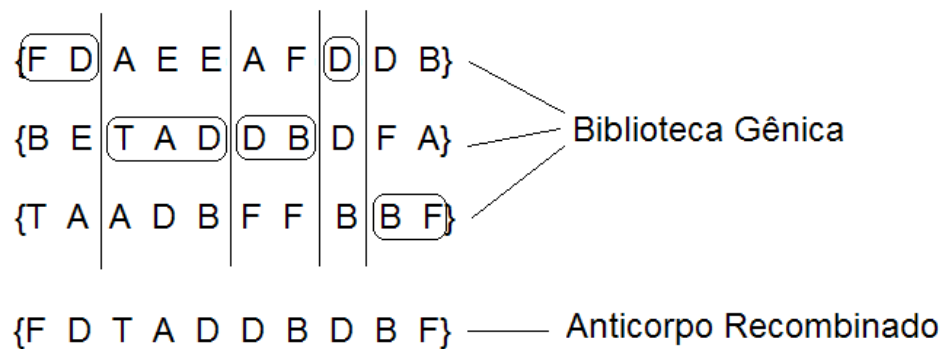 {F D A E E A F D D B}
{B E T A D D B D F A}
Biblioteca Gênica
{T A A D B F F B B F}
{F D T A D D B D B F}
Anticorpo Recombinado